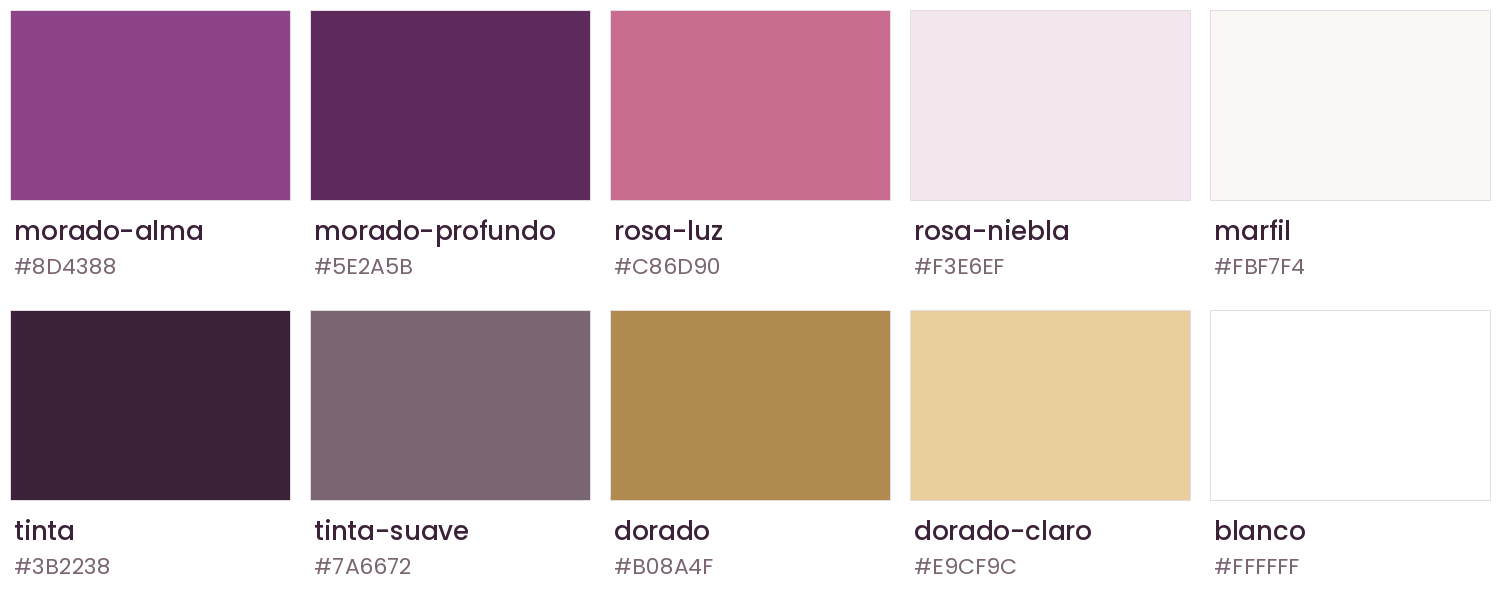 morado-alma
#8D4388
morado-profundo
#5E2A5B
rosa-luz
#C86D90
rosa-niebla
#F3E6EF
marfil
#FBF7F4
tinta
#3B2238
tinta-suave
#7A6672
dorado
#B08A4F
dorado-claro
#E9CF9C
blanco
#FFFFFF